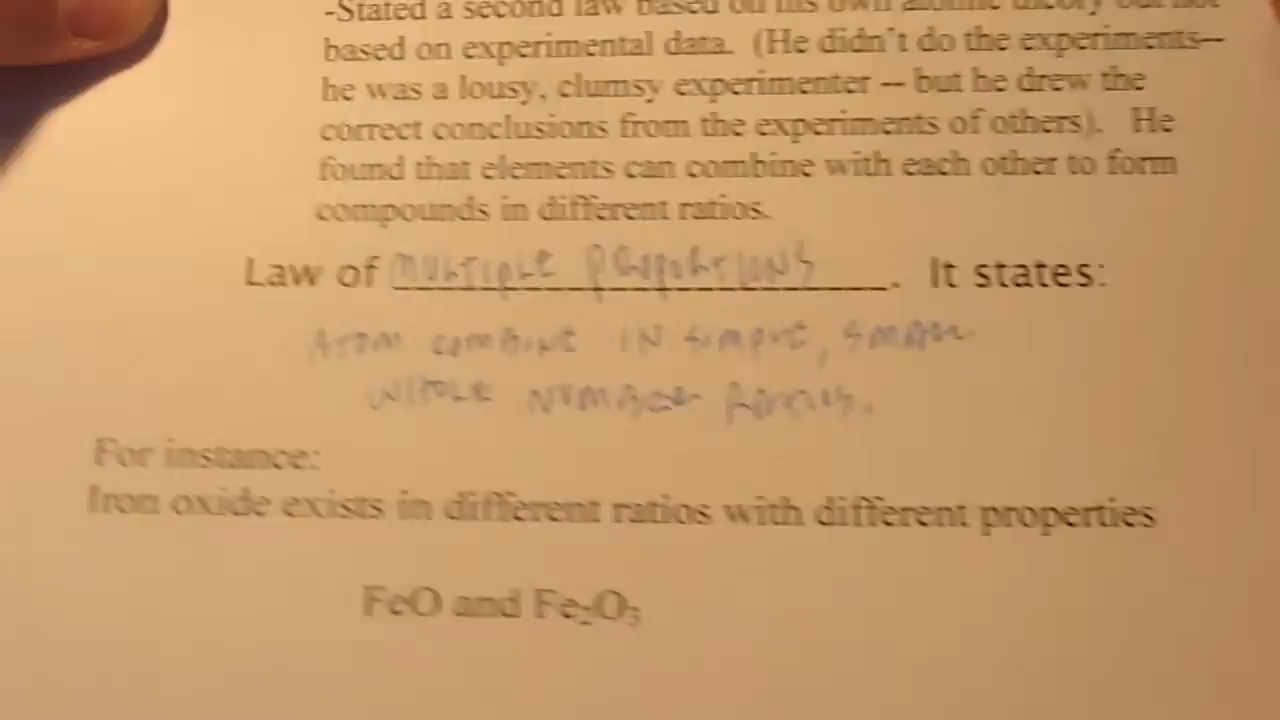 -Stated a second law based on his own atomic theory but not
based on experimental data. (He didn't do the experiments—
he was a lousy, clumsy experimenter – but he drew the
correct conclusions from the experiments of others). He
found that elements can combine with each other to form
compounds in different ratios.
Law of MULTIPLE PROPORTIONS. It states:
ATOM COMBINE IN SIMPLE, SMALL
WHOLE NUMBER RATIOS.
For instance:
Iron oxide exists in different ratios with different properties
FeO and Fe₂O₃